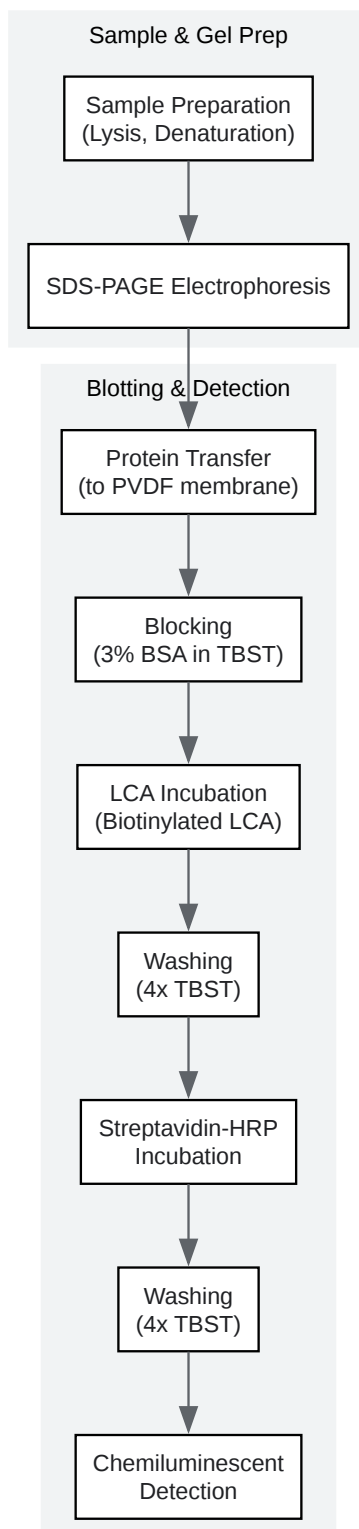 Sample & Gel Prep
Sample Preparation
(Lysis, Denaturation)
SDS-PAGE Electrophoresis
Blotting & Detection
Protein Transfer
(to PVDF membrane)
Blocking
(3% BSA in TBST)
LCA Incubation
(Biotinylated LCA)
Washing
(4x TBST)
Streptavidin-HRP
Incubation
Washing
(4x TBST)
Chemiluminescent
Detection